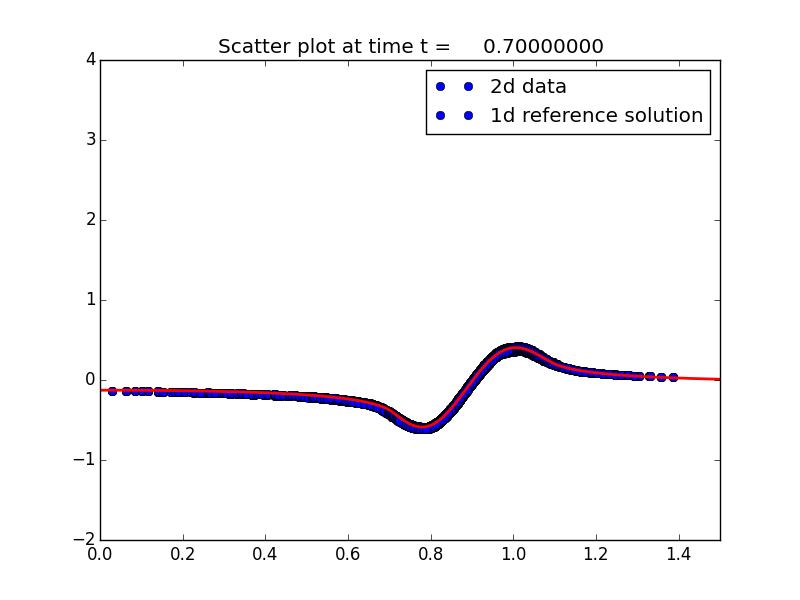 Scatter plot at time t = 0.70000000
2d data
1d reference solution
4
3
2
1
0
−1
−2
0.0 0.2 0.4 0.6 0.8 1.0 1.2 1.4